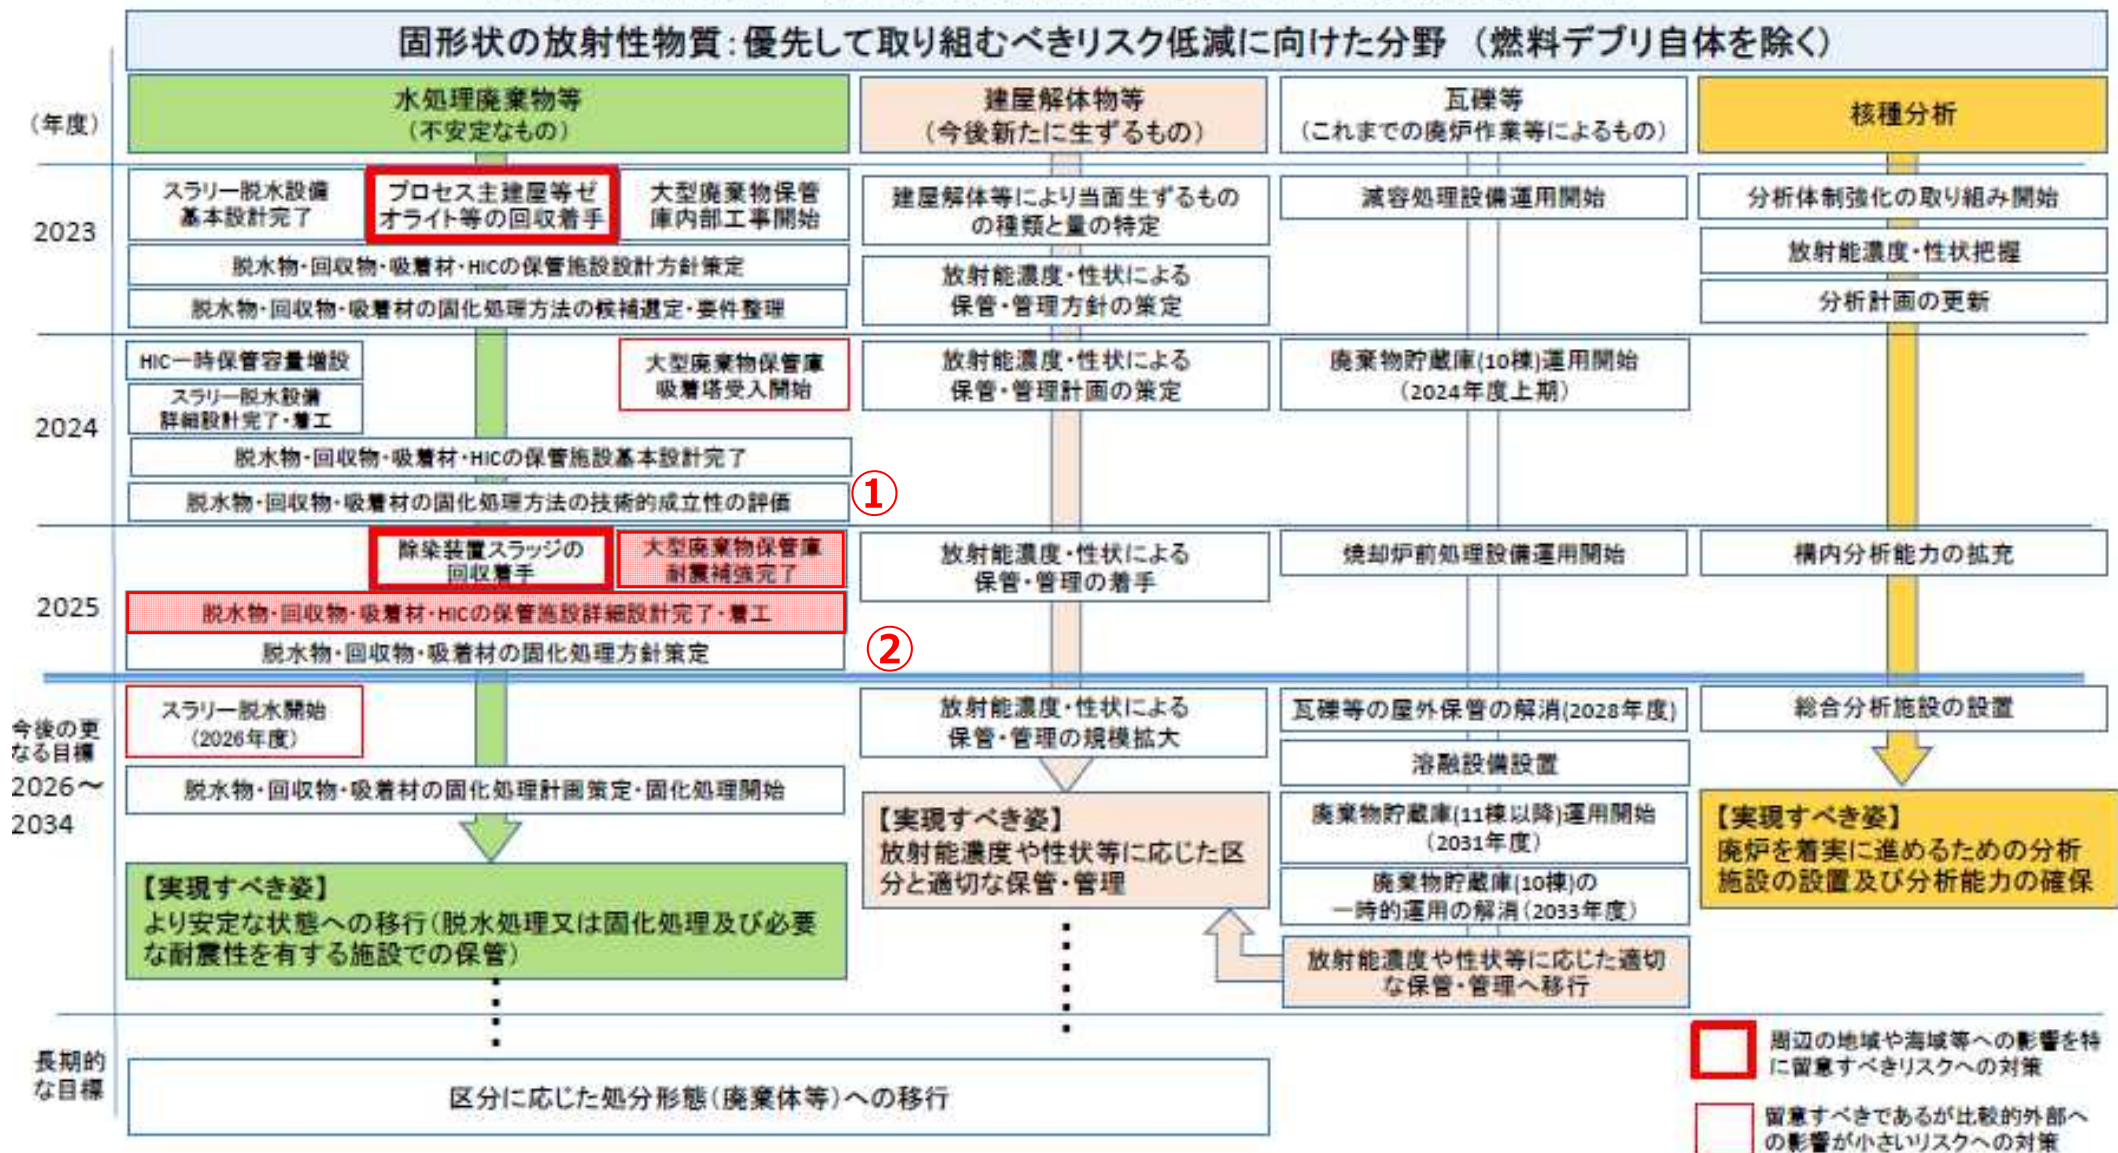 固形状の放射性物質：優先して取り組むべきリスク低減に向けた分野 （燃料デブリ自体を除く）
（年度）
水処理廃棄物等
（不安定なもの）
建屋解体物等
（今後新たに生ずるもの）
瓦礫等
（これまでの廃炉作業等によるもの）
核種分析
2023
スラリー脱水設備
基本設計完了
プロセス主建屋等ゼ
オライト等の回収着手
大型廃棄物保管
庫内部工事開始
脱水物・回収物・吸着材・HICの保管施設設計方針策定
脱水物・回収物・吸着材の固化処理方法の候補選定・要件整理
建屋解体等により当面生ずるもの
の種類と量の特定
放射能濃度・性状による
保管・管理方針の策定
減容処理設備運用開始
分析体制強化の取り組み開始
放射能濃度・性状把握
分析計画の更新
2024
HIC一時保管容量増設
スラリー脱水設備
詳細設計完了・着工
大型廃棄物保管庫
吸着塔受入開始
脱水物・回収物・吸着材・HICの保管施設基本設計完了
脱水物・回収物・吸着材の固化処理方法の技術的成立性の評価
①
放射能濃度・性状による
保管・管理計画の策定
廃棄物貯蔵庫(10棟)運用開始
（2024年度上期）
2025
除染装置スラッジの
回収着手
大型廃棄物保管庫
耐震補強完了
脱水物・回収物・吸着材・HICの保管施設詳細設計完了・着工
脱水物・回収物・吸着材の固化処理方針策定
②
放射能濃度・性状による
保管・管理の着手
焼却炉前処理設備運用開始
構内分析能力の拡充
今後の更
なる目標
2026～
2034
スラリー脱水開始
（2026年度）
脱水物・回収物・吸着材の固化処理計画策定・固化処理開始
【実現すべき姿】
より安定な状態への移行（脱水処理又は固化処理及び必要
な耐震性を有する施設での保管）
放射能濃度・性状による
保管・管理の規模拡大
【実現すべき姿】
放射能濃度や性状等に応じた区
分と適切な保管・管理
瓦礫等の屋外保管の解消(2028年度)
溶融設備設置
廃棄物貯蔵庫(11棟以降)運用開始
（2031年度）
廃棄物貯蔵庫(10棟)の
一時的運用の解消（2033年度）
放射能濃度や性状等に応じた適切
な保管・管理へ移行
総合分析施設の設置
【実現すべき姿】
廃炉を着実に進めるための分析
施設の設置及び分析能力の確保
長期的
な目標
区分に応じた処分形態（廃棄体等）への移行
周辺の地域や海域等への影響を特
に留意すべきリスクへの対策
留意すべきであるが比較的外部へ
の影響が小さいリスクへの対策